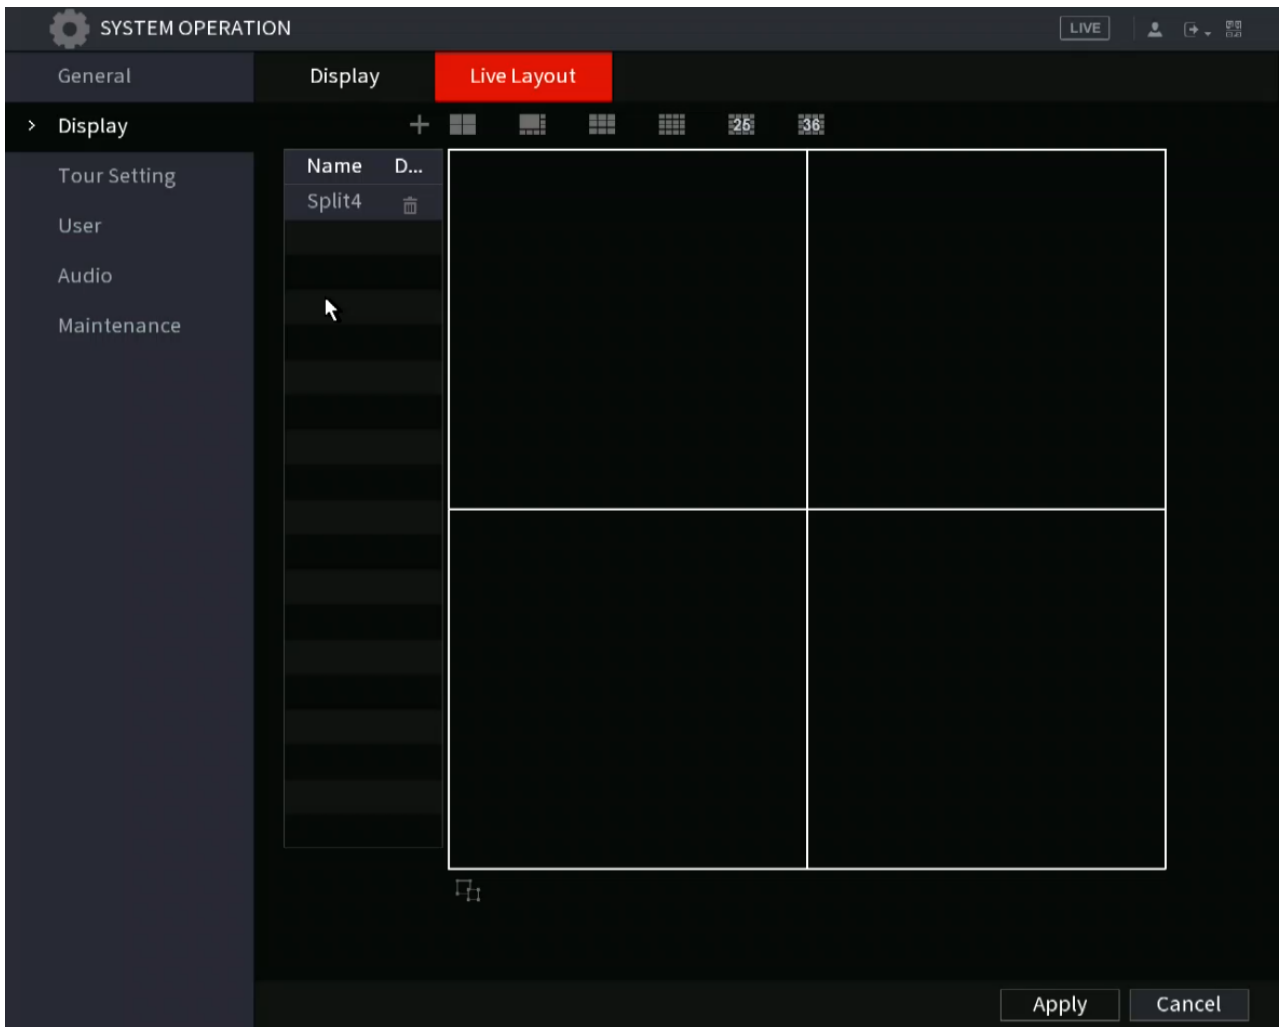 SYSTEM OPERATION
LIVE
General
Display
Live Layout
Display
25
36
Tour Setting
Name D...
Split4
User
Audio
Maintenance
Apply
Cancel